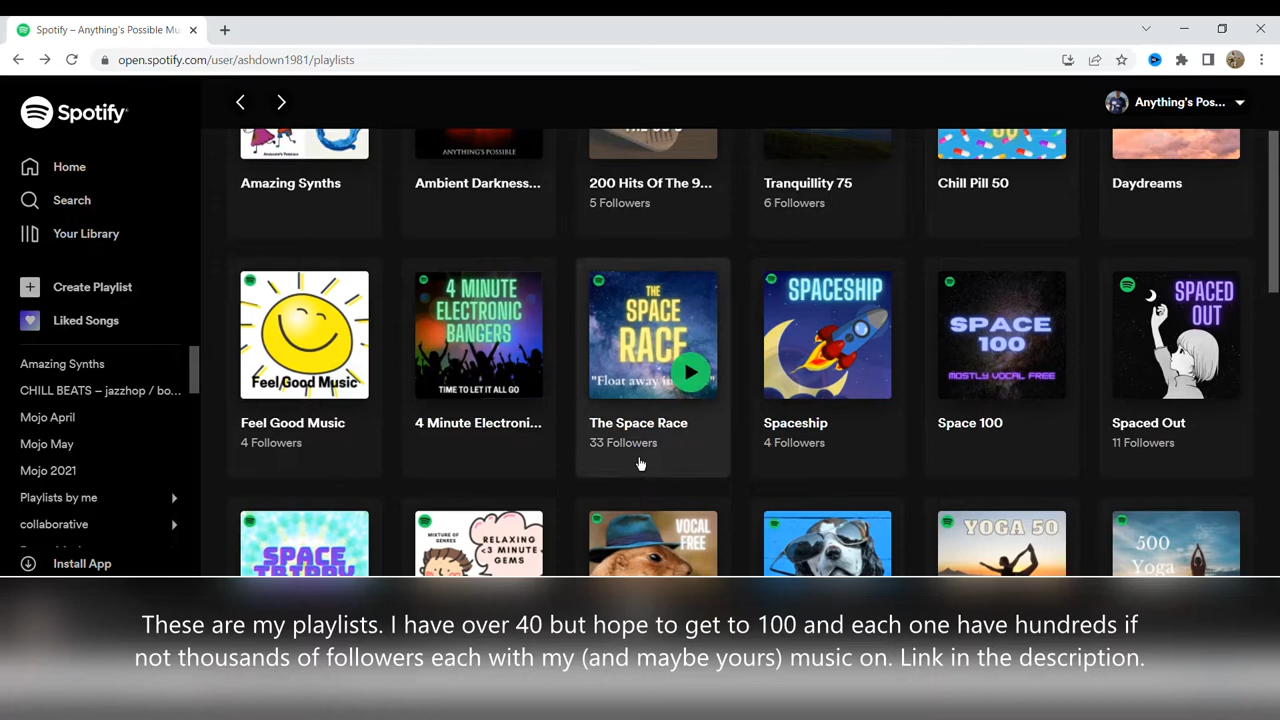 Spotify – Anything's Possible Mu
open.spotify.com/user/ashdown1981/playlists
Spotify
Anything's Pos...
Home
Search
Your Library
Create Playlist
Liked Songs
Amazing Synths
CHILL BEATS – jazzhop / bo...
Mojo April
Mojo May
Mojo 2021
Playlists by me
collaborative
Install App
ANYTHING'S POSSIBLE
Amazing Synths
Ambient Darkness...
200 Hits Of The 9...
5 Followers
Tranquillity 75
6 Followers
Chill Pill 50
Daydreams
Feel Good Music
Feel Good Music
4 Followers
4 MINUTE
ELECTRONIC
BANGERS
TIME TO LET IT ALL GO
4 Minute Electroni...
THE
SPACE
RACE
"Float away in
The Space Race
33 Followers
SPACESHIP
Spaceship
4 Followers
SPACE
100
MOSTLY VOCAL FREE
Space 100
SPACED
OUT
Spaced Out
11 Followers
SPACE
TRIPPY
MIXTURE OF
GENRES
RELAXING
<3 MINUTE
GEMS
VOCAL
FREE
YOGA 50
500
Yoga
These are my playlists. I have over 40 but hope to get to 100 and each one have hundreds if
not thousands of followers each with my (and maybe yours) music on. Link in the description.